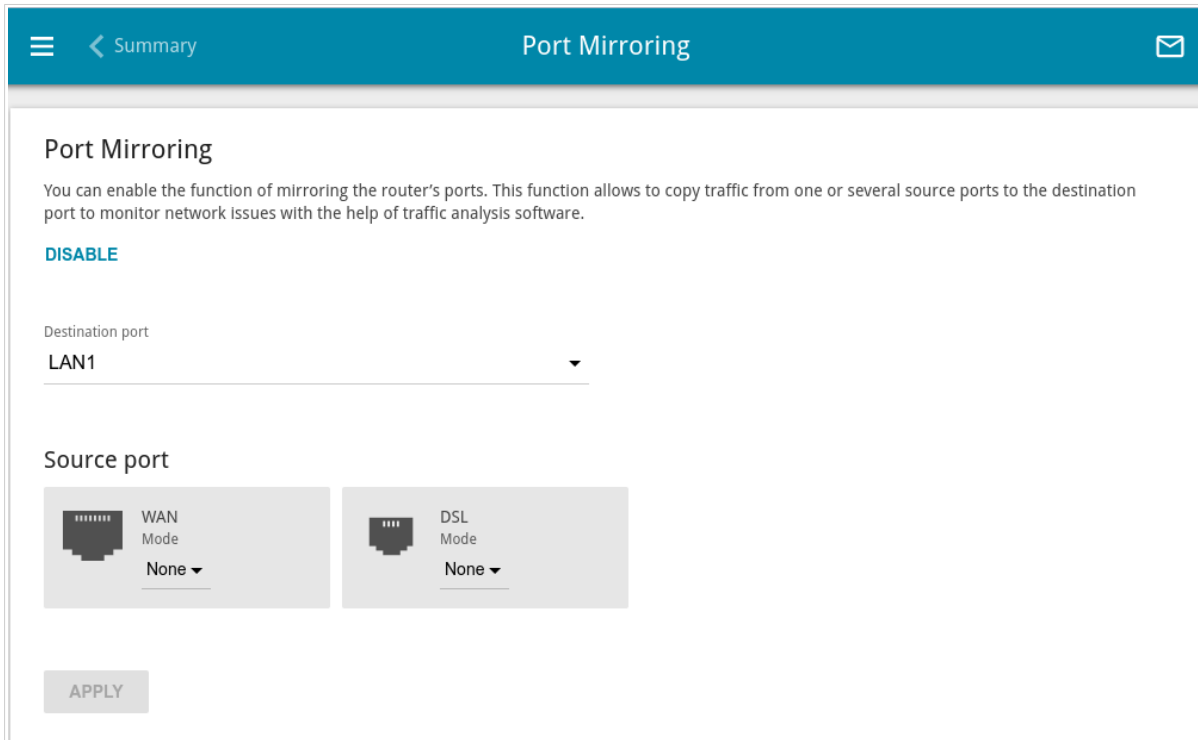 Summary
Port Mirroring
Port Mirroring
You can enable the function of mirroring the router's ports. This function allows to copy traffic from one or several source ports to the destination
port to monitor network issues with the help of traffic analysis software.
DISABLE
Destination port
LAN1
Source port
WAN
Mode
None
DSL
Mode
None
APPLY